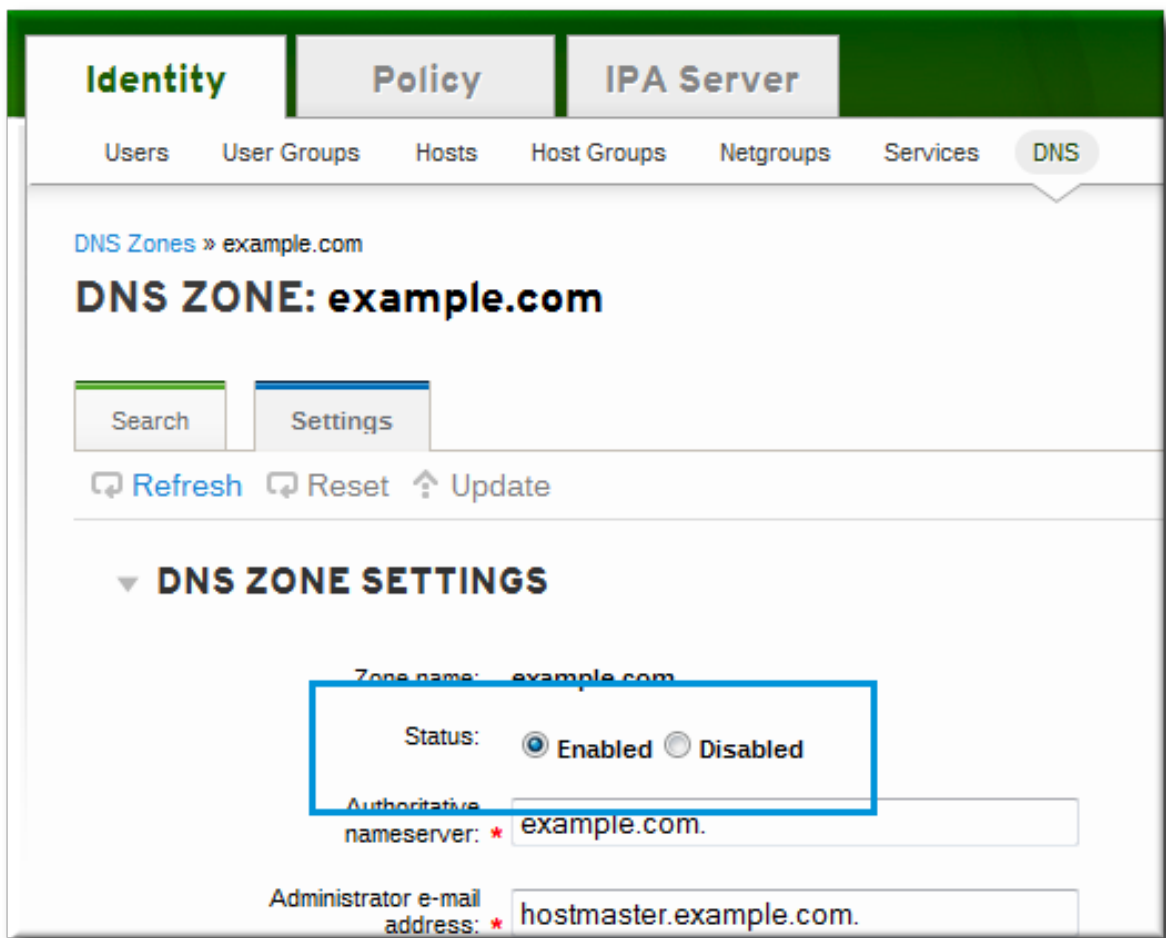 Identity Policy IPA Server
Users User Groups Hosts Host Groups Netgroups Services DNS
DNS Zones » example.com
DNS ZONE: example.com
Search Settings
Refresh Reset Update
DNS ZONE SETTINGS
Zone name: example.com
Status: Enabled Disabled
Authoritative
nameserver: * example.com.
Administrator e-mail
address: * hostmaster.example.com.